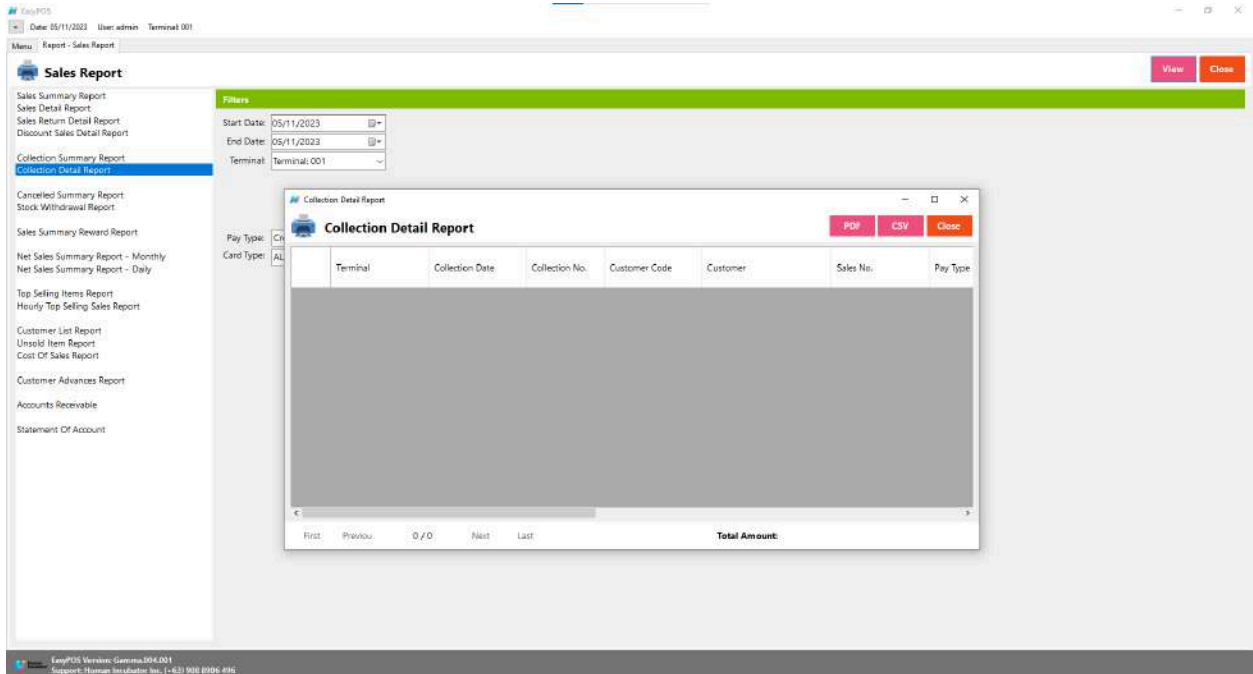 EasyPOS
Date: 05/11/2023 User: admin Terminal: 001
Menu Report - Sales Report
Sales Report
View Close
Sales Summary Report
Sales Detail Report
Sales Return Detail Report
Discount Sales Detail Report
Collection Summary Report
Collection Detail Report
Cancelled Summary Report
Stock Withdrawal Report
Sales Summary Reward Report
Net Sales Summary Report - Monthly
Net Sales Summary Report - Daily
Top Selling Items Report
Hourly Top Selling Sales Report
Customer List Report
Unsold Item Report
Cost Of Sales Report
Customer Advances Report
Accounts Receivable
Statement Of Account
Filters
Start Date: 05/11/2023
End Date: 05/11/2023
Terminal: Terminal: 001
Pay Type: Cr
Card Type: AL
Collection Detail Report
Collection Detail Report
PDF CSV Close
Terminal Collection Date Collection No. Customer Code Customer Sales No. Pay Type
First Previou 0 / 0 Next Last Total Amount:
EasyPOS Version: Gamma.004.001
Support: Human Incubator Inc. (+63) 908 8906 496